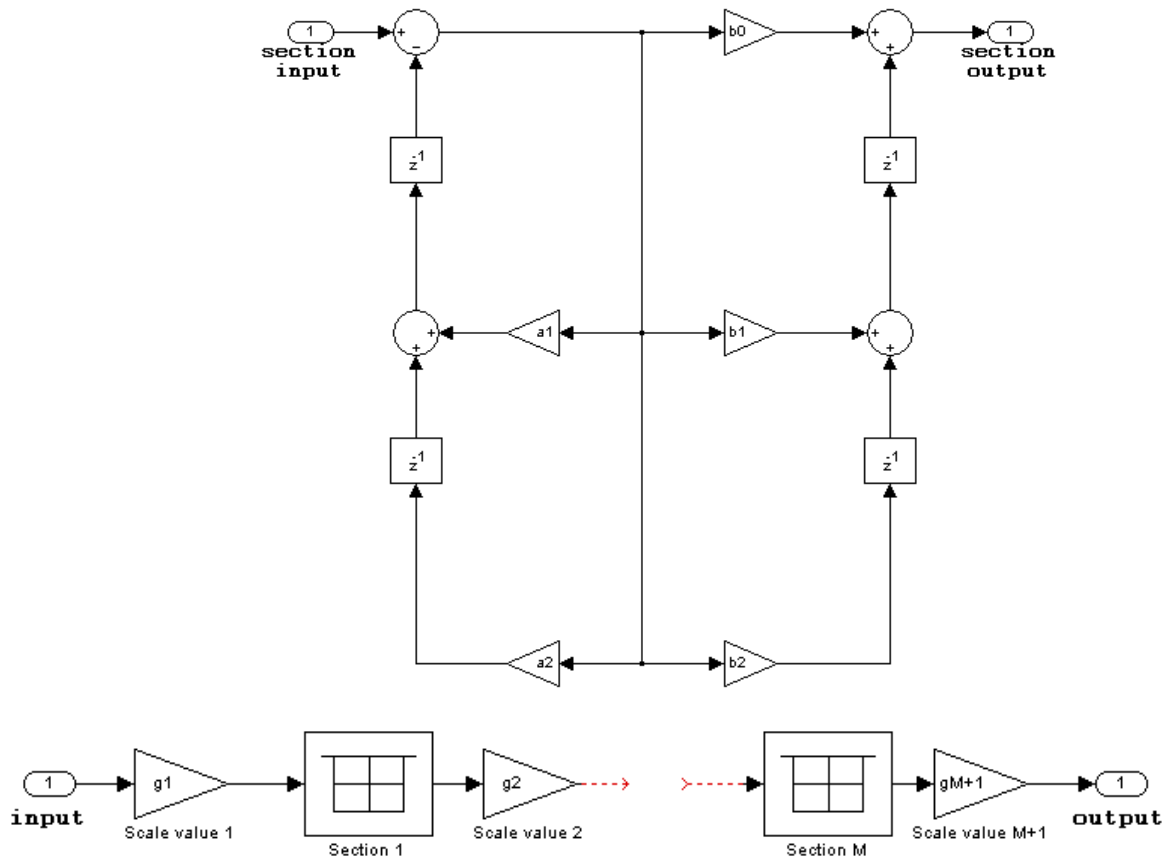 1 + − b0 + + 1
section input
section output
z-1 z-1
+ + a1 b1 + +
z-1 z-1
a2 b2
1 g1 g2 gM+1 1
input Scale value 1 Section 1 Scale value 2 Section M Scale value M+1 output